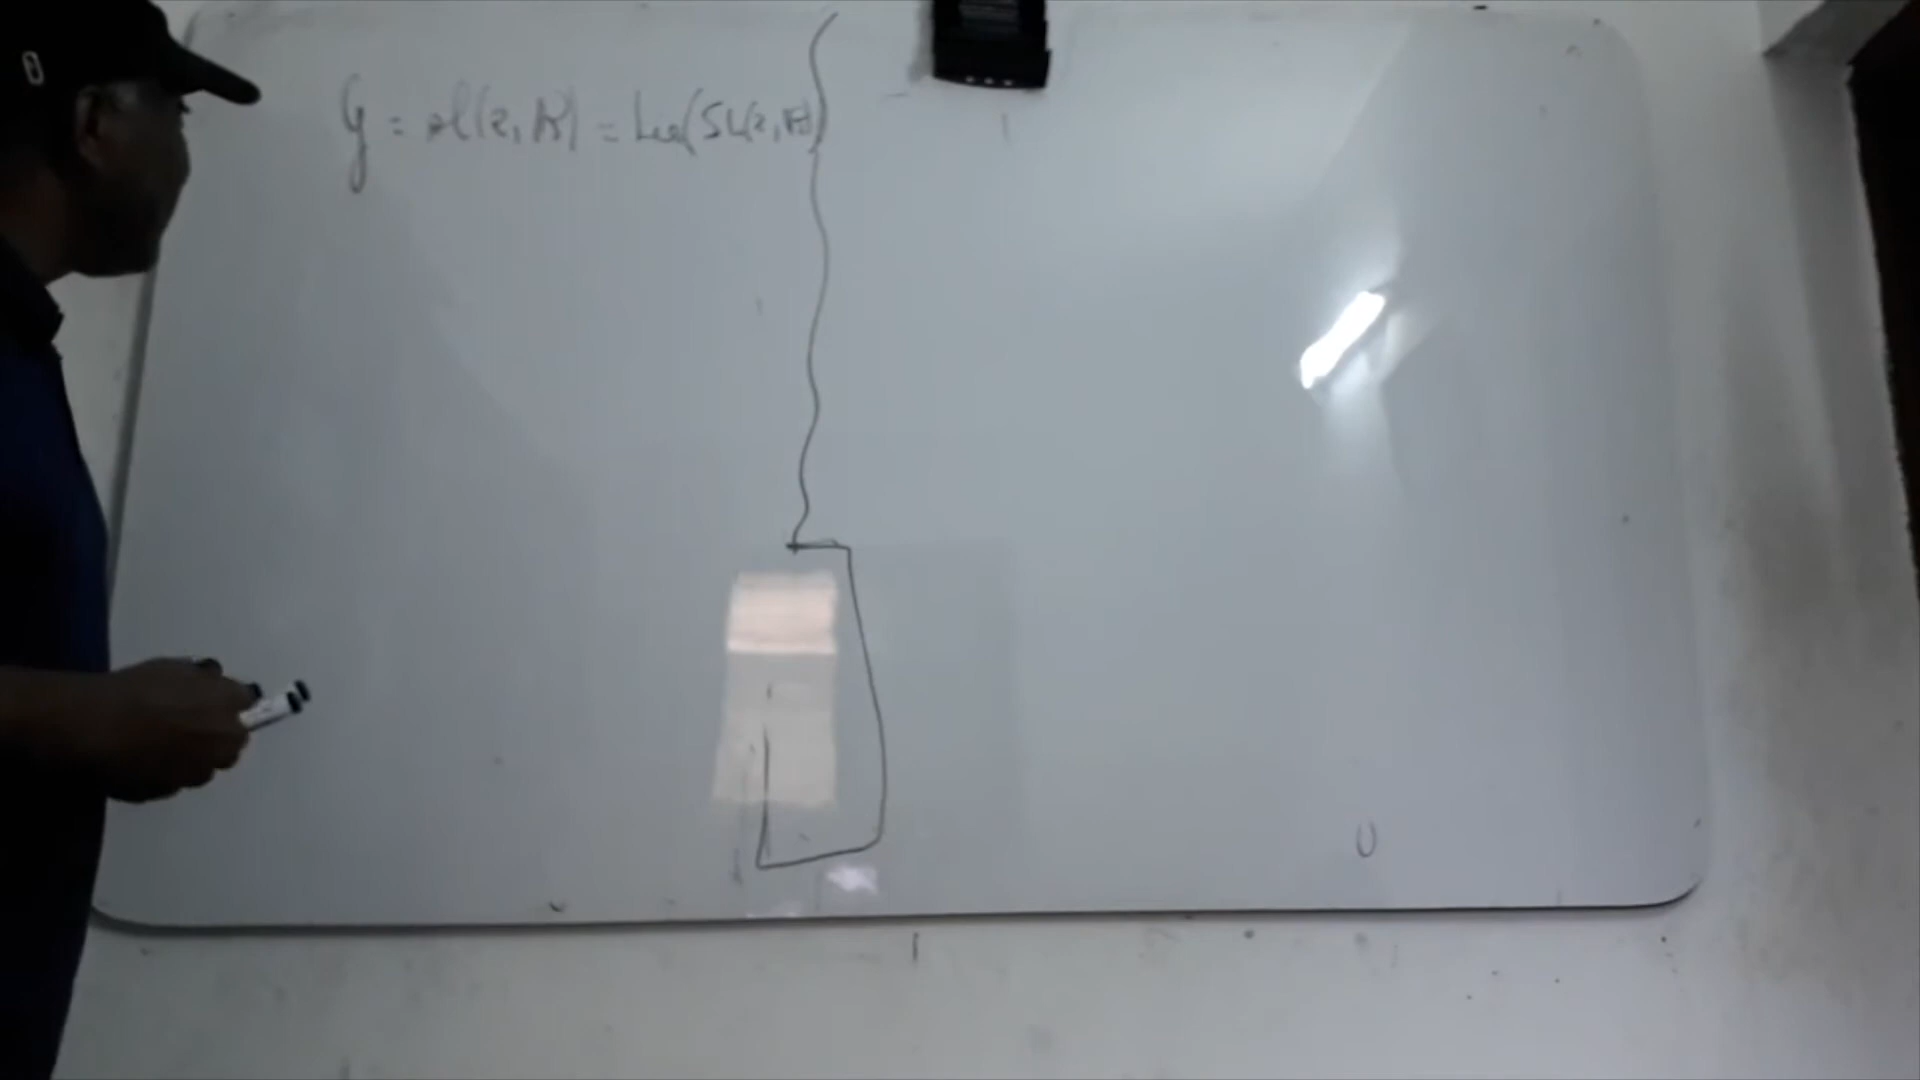 𝔤 = sl(2, ℝ) = Lie(SL(2, ℝ))